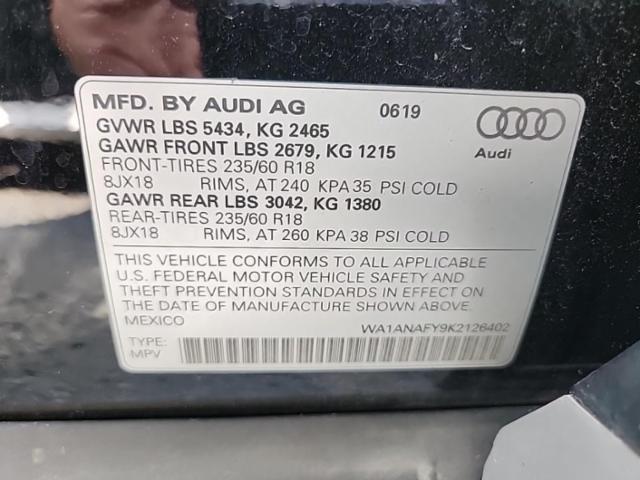 MFD. BY AUDI AG 0619
GVWR LBS 5434, KG 2465
GAWR FRONT LBS 2679, KG 1215
FRONT-TIRES 235/60 R18
8JX18 RIMS, AT 240 KPA 35 PSI COLD
GAWR REAR LBS 3042, KG 1380
REAR-TIRES 235/60 R18
8JX18 RIMS, AT 260 KPA 38 PSI COLD
Audi
THIS VEHICLE CONFORMS TO ALL APPLICABLE
U.S. FEDERAL MOTOR VEHICLE SAFETY AND
THEFT PREVENTION STANDARDS IN EFFECT ON
THE DATE OF MANUFACTURE SHOWN ABOVE.
MEXICO WA1ANAFY9K2126402
TYPE:
MPV